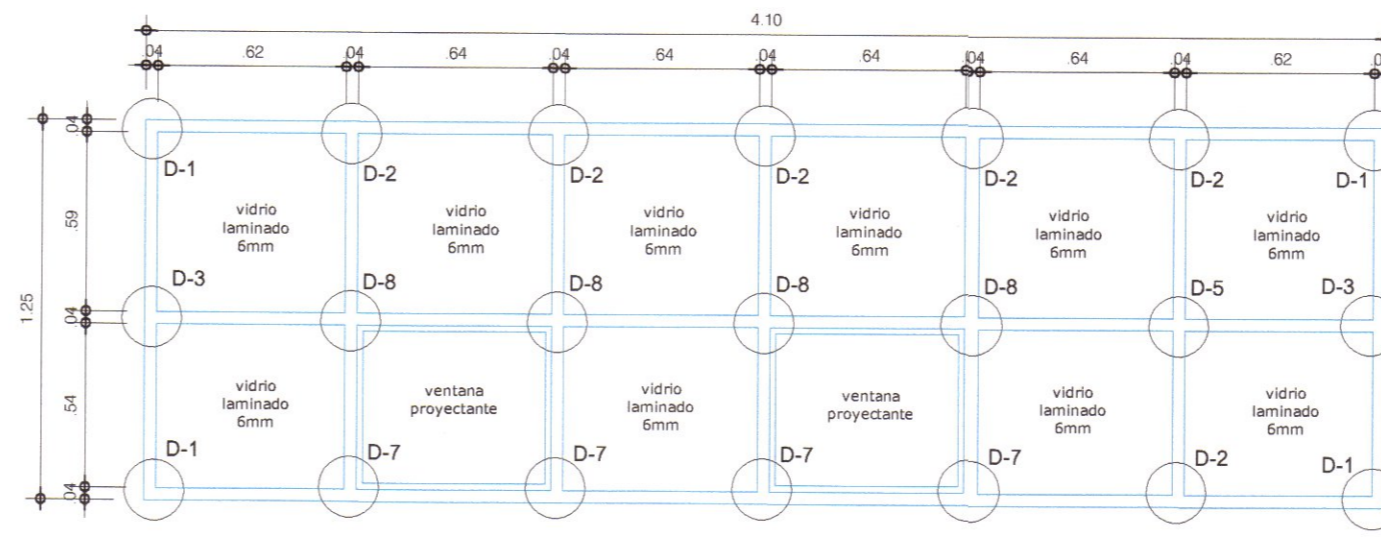 4.10
.04 .62 .04 .64 .04 .64 .04 .64 .04 .64 .04 .62
.04
.59
.04
.54
.04
1.25
D-1 D-2 D-2 D-2 D-2 D-2 D-1
vidrio
laminado
6mm
vidrio
laminado
6mm
vidrio
laminado
6mm
vidrio
laminado
6mm
vidrio
laminado
6mm
vidrio
laminado
6mm
D-3 D-8 D-8 D-8 D-8 D-5 D-3
vidrio
laminado
6mm
ventana
proyectante
vidrio
laminado
6mm
ventana
proyectante
vidrio
laminado
6mm
vidrio
laminado
6mm
D-1 D-7 D-7 D-7 D-7 D-2 D-1